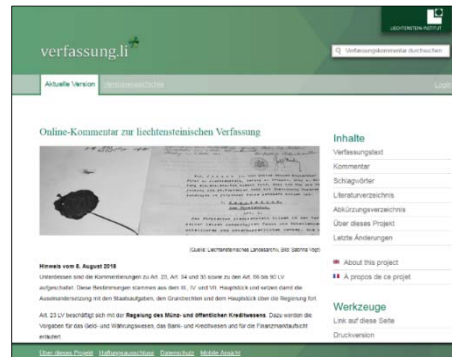 LIECHTENSTEIN-INSTITUT
verfassung.li
Verfassungskommentar durchsuchen
Aktuelle Version
Login
Online-Kommentar zur liechtensteinischen Verfassung
(Quelle: Liechtensteinisches Landesarchiv, Bild: Sabrina Vogt)
Hinweis vom 8. August 2018
Unterdessen sind die Kommentierungen zu Art. 23, Art. 34 und 35 sowie zu den Art. 86 bis 90 LV
aufgeschaltet. Diese Bestimmungen stammen aus dem III., IV. und VII. Hauptstück und setzen damit die
Auseinandersetzung mit den Staatsaufgaben, den Grundrechten und dem Hauptstück über die Regierung fort.
Art. 23 LV beschäftigt sich mit der Regelung des Münz- und öffentlichen Kreditwesens. Dazu werden die
Vorgaben für das Geld- und Währungswesen, das Bank- und Kreditwesen und für die Finanzmarktaufsicht
erläutert.
Inhalte
Verfassungstext
Kommentar
Schlagwörter
Literaturverzeichnis
Abkürzungsverzeichnis
Über dieses Projekt
Letzte Änderungen
About this project
À propos de ce projet
Werkzeuge
Link auf diese Seite
Druckversion
Über dieses Projekt Haftungsausschluss Datenschutz Mobile Ansicht